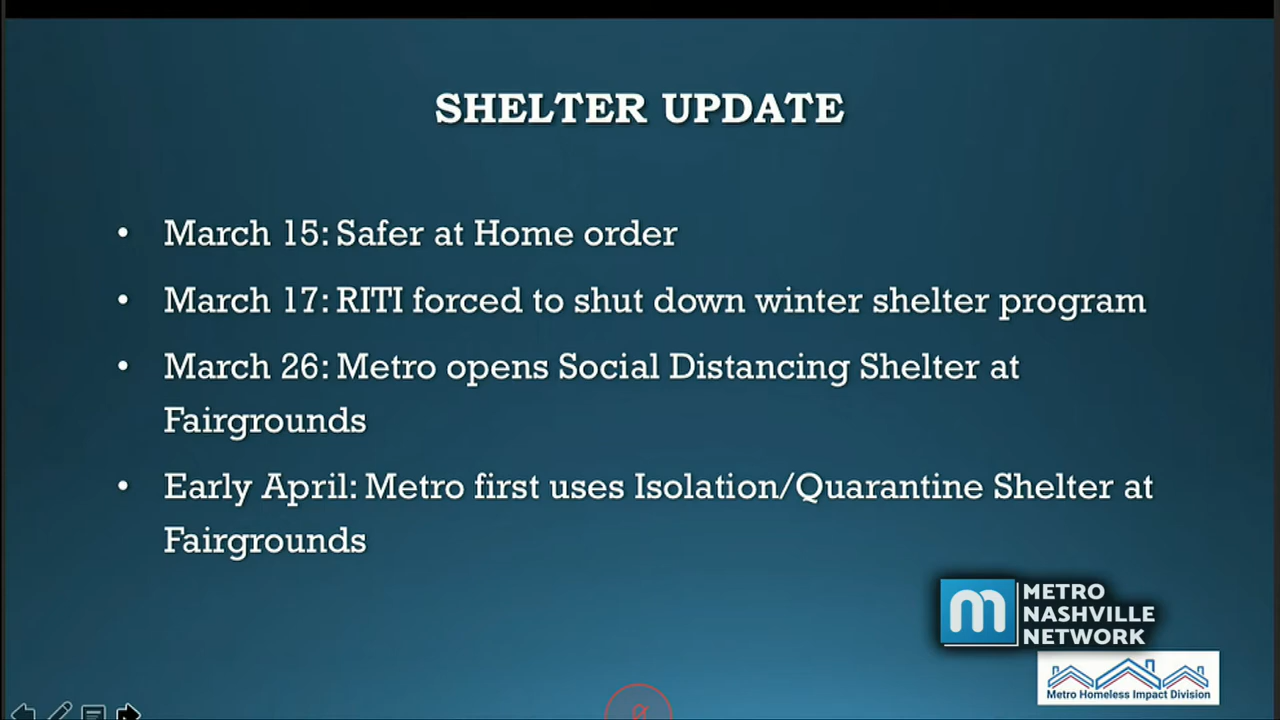 SHELTER UPDATE
• March 15: Safer at Home order
• March 17: RITI forced to shut down winter shelter program
• March 26: Metro opens Social Distancing Shelter at
Fairgrounds
• Early April: Metro first uses Isolation/Quarantine Shelter at
Fairgrounds
m
METRO
NASHVILLE
NETWORK
Metro Homeless Impact Division